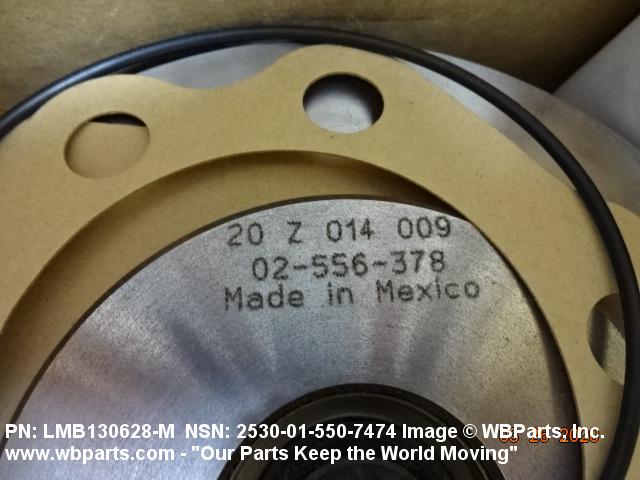 20 Z 014 009
02-556-378
Made in Mexico
PN: LMB130628-M NSN: 2530-01-550-7474 Image © WBParts, Inc.
www.wbparts.com - "Our Parts Keep the World Moving"